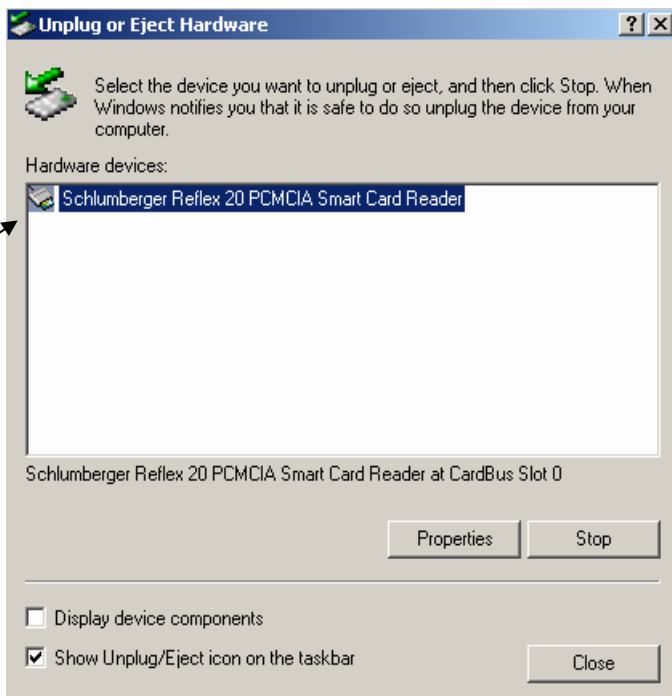 Unplug or Eject Hardware
Select the device you want to unplug or eject, and then click Stop. When
Windows notifies you that it is safe to do so unplug the device from your
computer.
Hardware devices:
Schlumberger Reflex 20 PCMCIA Smart Card Reader
Schlumberger Reflex 20 PCMCIA Smart Card Reader at CardBus Slot 0
Properties Stop
Display device components
Show Unplug/Eject icon on the taskbar
Close